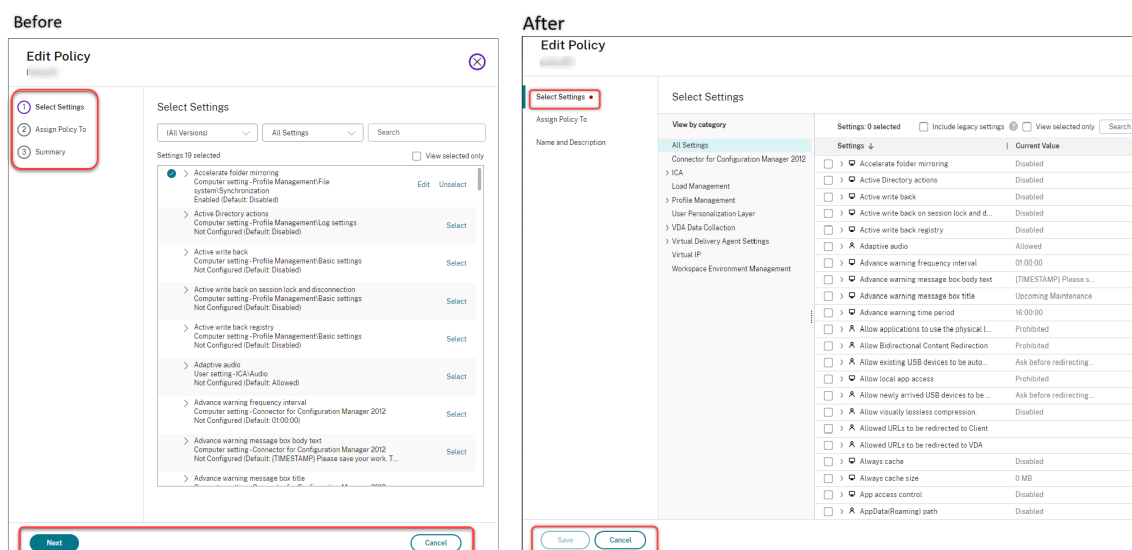 Before
Edit Policy
1 Select Settings
2 Assign Policy To
3 Summary
Select Settings
(All Versions)
All Settings
Search
Settings 19 selected
View selected only
Accelerate folder mirroring
Computer setting - Profile Management\File
system\Synchronization
Enabled (Default: Disabled)
Edit Unselect
Active Directory actions
Computer setting - Profile Management\Log settings
Not Configured (Default: Disabled)
Select
Active write back
Computer setting - Profile Management\Basic settings
Not Configured (Default: Disabled)
Select
Active write back on session lock and disconnection
Computer setting - Profile Management\Basic settings
Not Configured (Default: Disabled)
Select
Active write back registry
Computer setting - Profile Management\Basic settings
Not Configured (Default: Disabled)
Select
Adaptive audio
User setting - ICA\Audio
Not Configured (Default: Allowed)
Select
Advance warning frequency interval
Computer setting - Connector for Configuration Manager 2012
Not Configured (Default: 01:00:00)
Select
Advance warning message box body text
Computer setting - Connector for Configuration Manager 2012
Not Configured (Default: {TIMESTAMP} Please save your work. T...
Select
Advance warning message box title
Next
Cancel
After
Edit Policy
Select Settings
Assign Policy To
Name and Description
Select Settings
View by category
All Settings
Connector for Configuration Manager 2012
ICA
Load Management
Profile Management
User Personalization Layer
VDA Data Collection
Virtual Delivery Agent Settings
Virtual IP
Workspace Environment Management
Settings: 0 selected Include legacy settings View selected only Search
Settings Current Value
Accelerate folder mirroring Disabled
Active Directory actions Disabled
Active write back Disabled
Active write back on session lock and d... Disabled
Active write back registry Disabled
Adaptive audio Allowed
Advance warning frequency interval 01:00:00
Advance warning message box body text {TIMESTAMP} Please s...
Advance warning message box title Upcoming Maintenance
Advance warning time period 16:00:00
Allow applications to use the physical l... Prohibited
Allow Bidirectional Content Redirection Prohibited
Allow existing USB devices to be auto... Ask before redirecting...
Allow local app access Prohibited
Allow newly arrived USB devices to be ... Ask before redirecting...
Allow visually lossless compression. Disabled
Allowed URLs to be redirected to Client
Allowed URLs to be redirected to VDA
Always cache Disabled
Always cache size 0 MB
App access control Disabled
AppData(Roaming) path Disabled
Save
Cancel